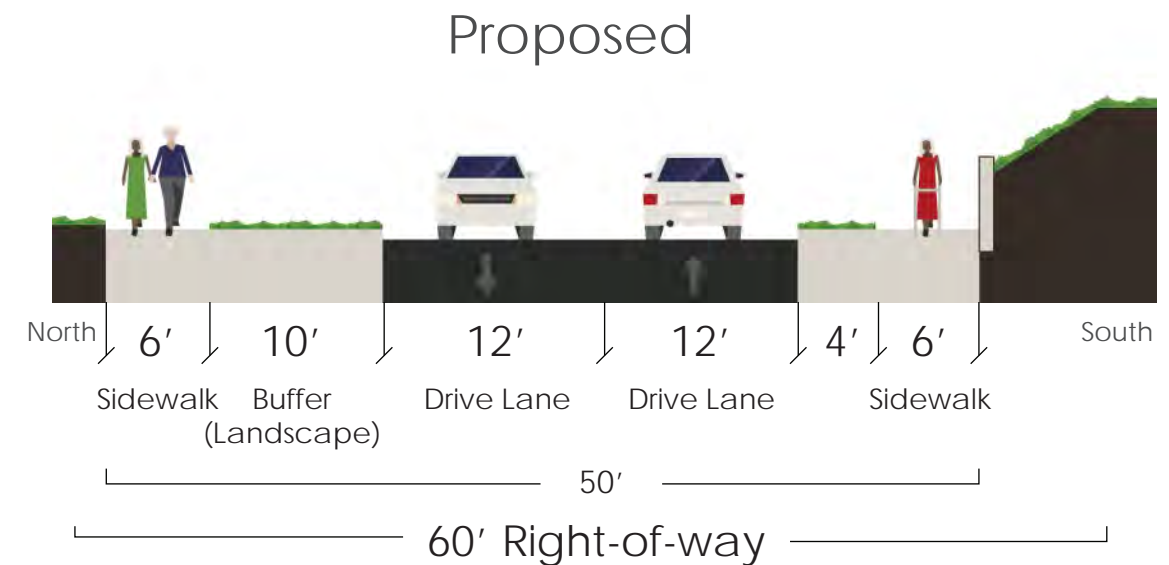 Proposed
North
6′
10′
12′
12′
4′
6′
South
Sidewalk
Buffer
(Landscape)
Drive Lane
Drive Lane
Sidewalk
50′
60′ Right-of-way